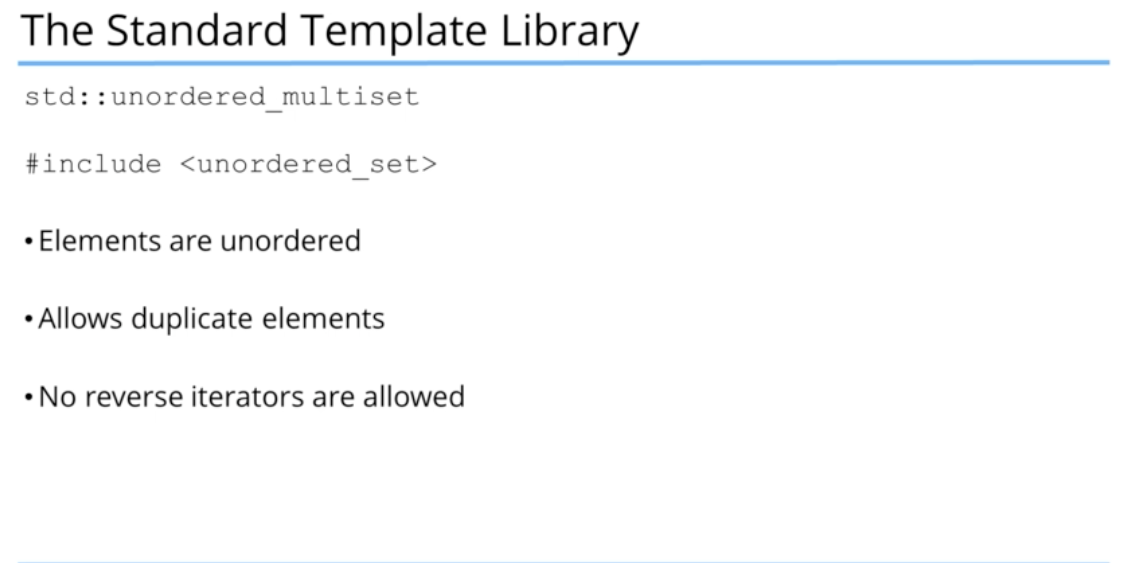 The Standard Template Library
std::unordered_multiset
#include <unordered_set>
•Elements are unordered
•Allows duplicate elements
•No reverse iterators are allowed